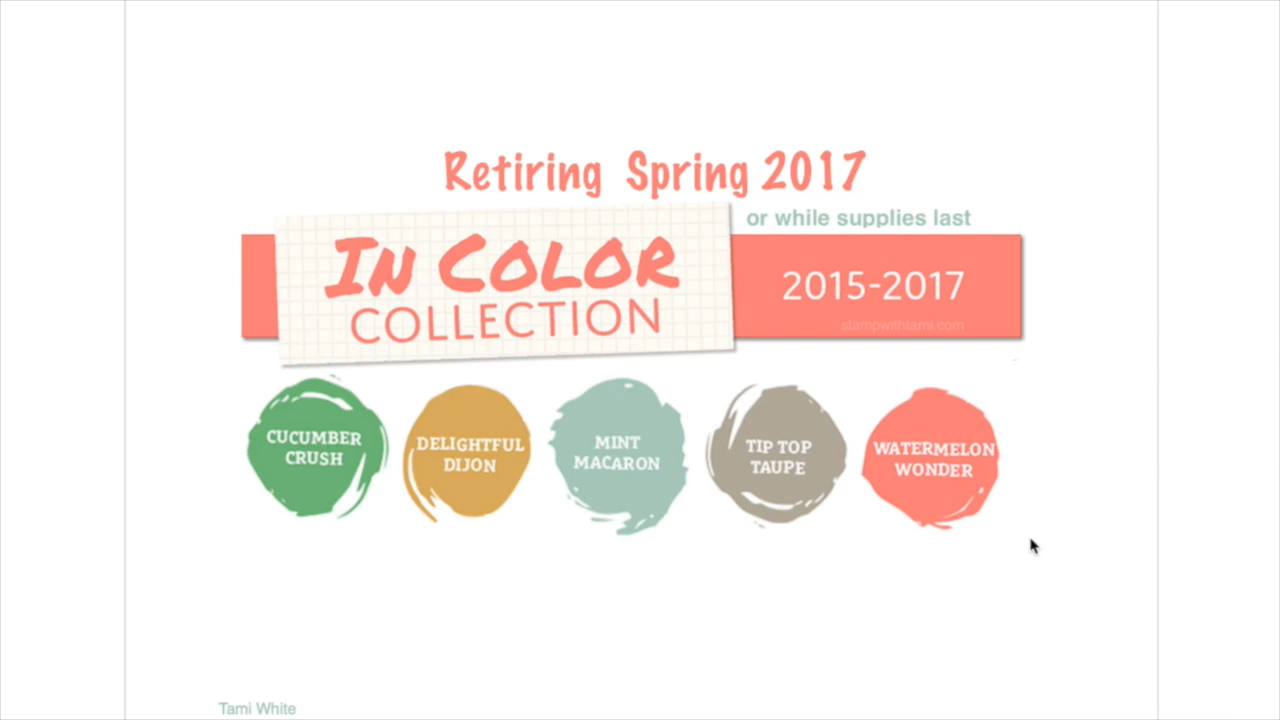 Retiring Spring 2017
or while supplies last
IN COLOR
COLLECTION
2015-2017
stampwithtami.com
CUCUMBER
CRUSH
DELIGHTFUL
DIJON
MINT
MACARON
TIP TOP
TAUPE
WATERMELON
WONDER
Tami White